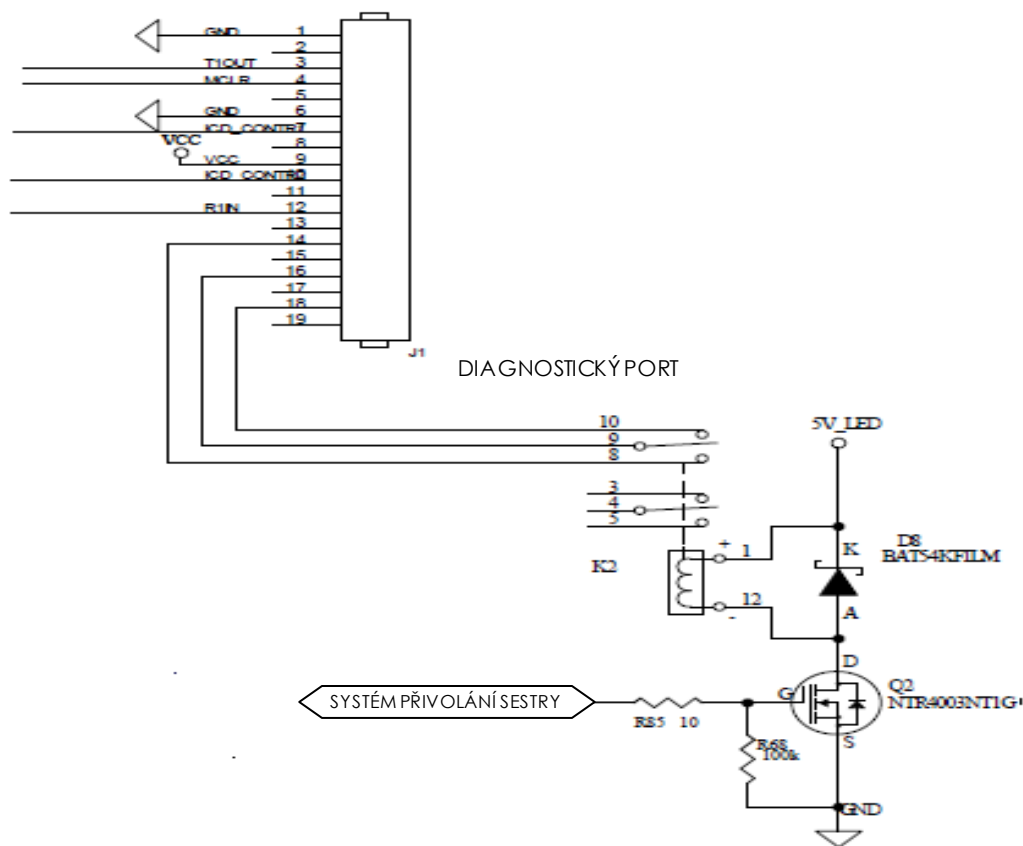 GND 1
2
T1OUT 3
MCLR 4
5
GND 6
ICD_CONTRL 7
VCC
8
VCC 9
ICD_CONTRL 10
11
R1IN 12
13
14
15
16
17
18
19
J1
DIAGNOSTICKÝ PORT
10
9
8
5V_LED
3
4
5
K2
+ 1
12
-
D8
BAT54KFILM
K
A
D
SYSTÉM PŘIVOLÁNÍ SESTRY
R85 10
G
Q2
NTR4003NT1G
S
R68
100k
GND